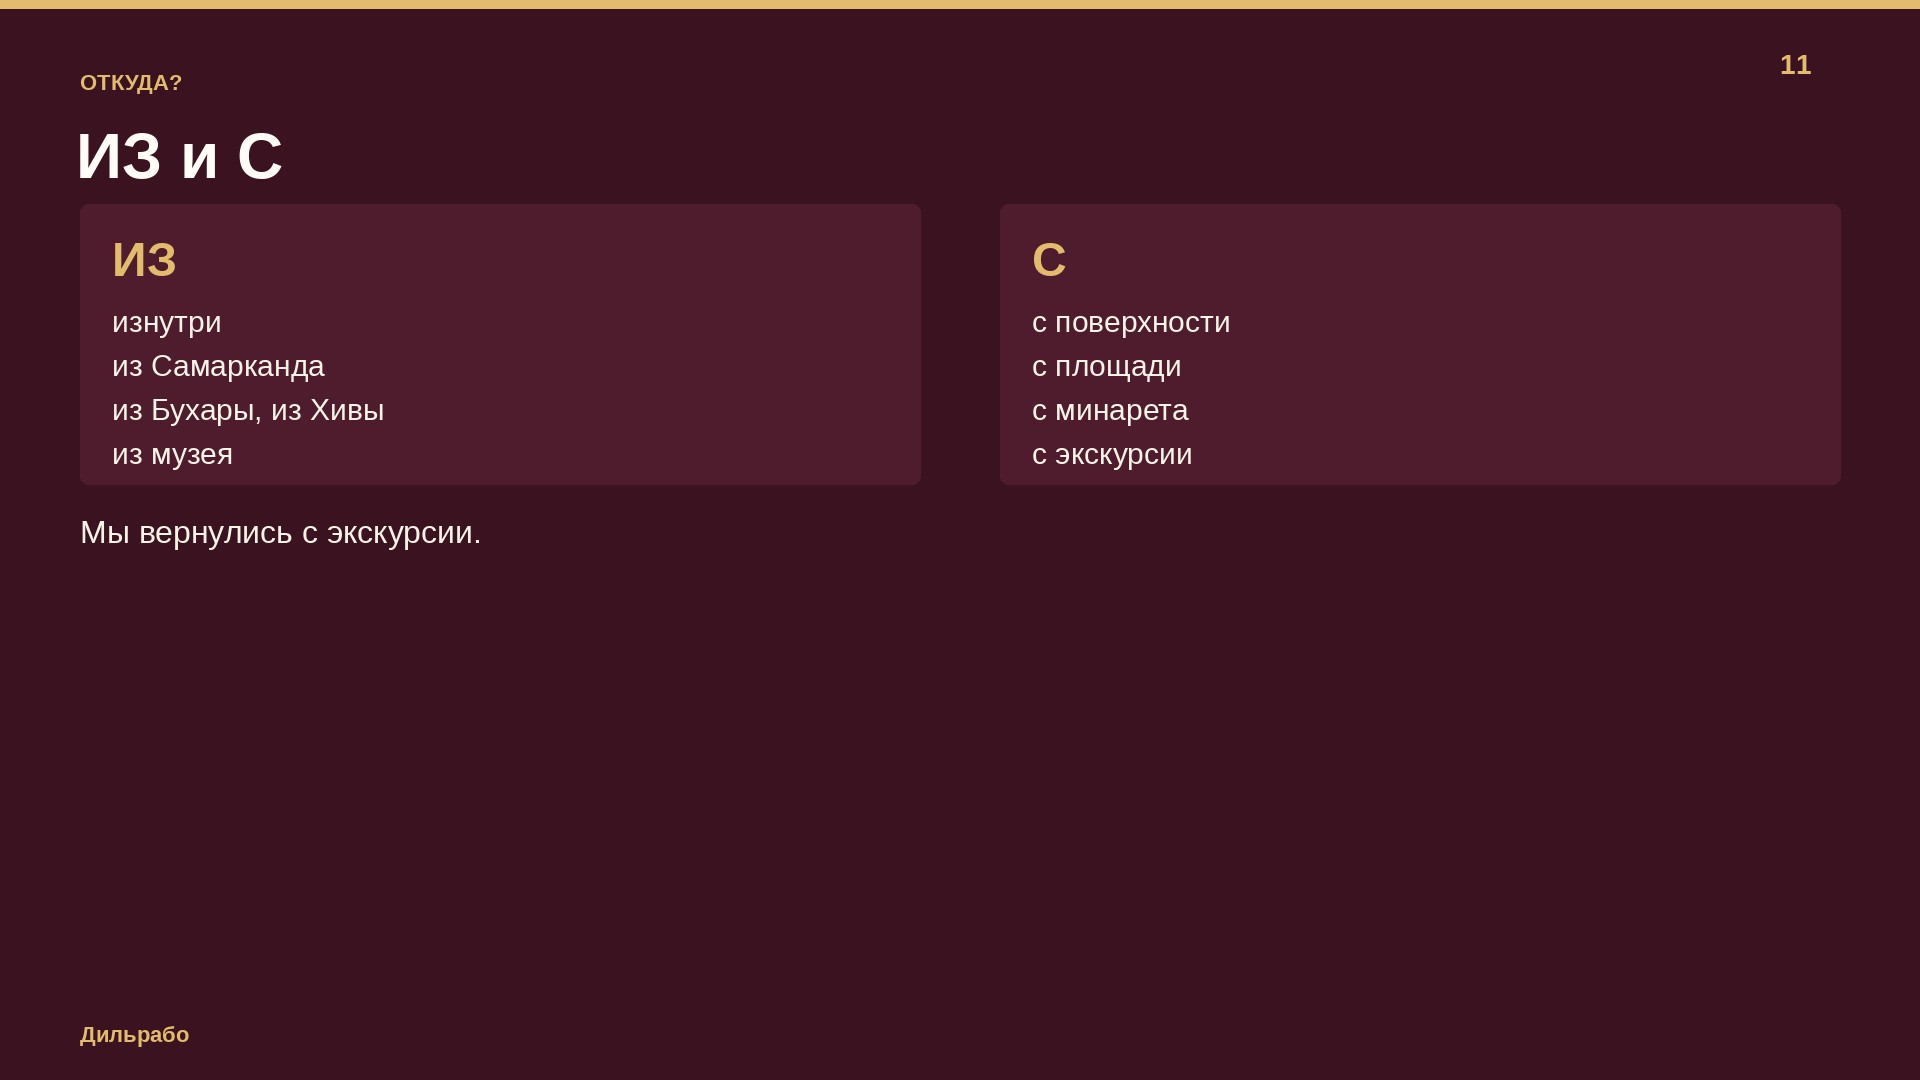 ОТКУДА?
11
ИЗ и С
ИЗ
изнутри
из Самарканда
из Бухары, из Хивы
из музея
С
с поверхности
с площади
с минарета
с экскурсии
Мы вернулись с экскурсии.
Дильрабо